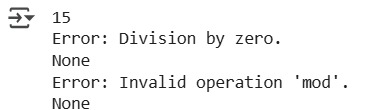 15
Error: Division by zero.
None
Error: Invalid operation 'mod'.
None